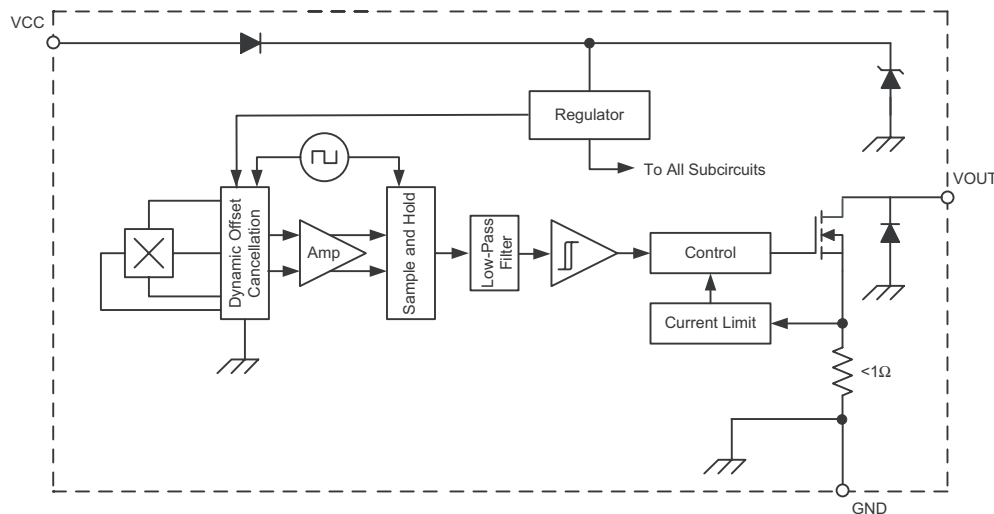 VCC
Regulator
To All Subcircuits
VOUT
Dynamic Offset
Cancellation
Amp
Sample and Hold
Low-Pass
Filter
Control
Current Limit
<1Ω
GND